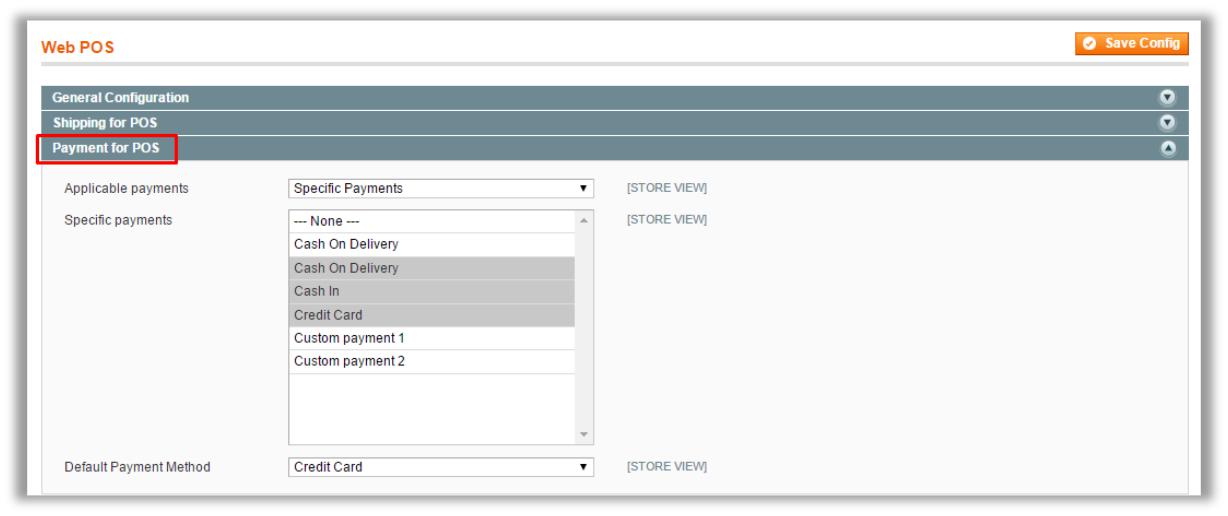 Web POS
Save Config
General Configuration
Shipping for POS
Payment for POS
Applicable payments Specific Payments [STORE VIEW]
Specific payments --- None --- [STORE VIEW]
Cash On Delivery
Cash On Delivery
Cash In
Credit Card
Custom payment 1
Custom payment 2
Default Payment Method Credit Card [STORE VIEW]